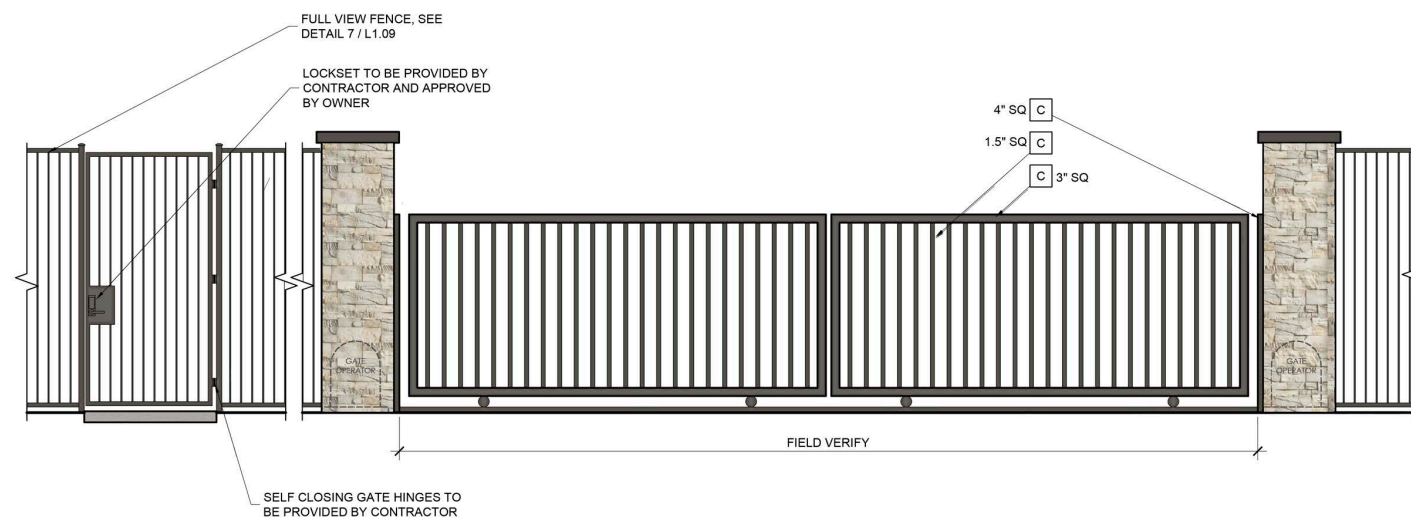 FULL VIEW FENCE, SEE
DETAIL 7 / L1.09
LOCKSET TO BE PROVIDED BY
CONTRACTOR AND APPROVED
BY OWNER
4" SQ C
1.5" SQ C
C 3" SQ
GATE
OPERATOR
GATE
OPERATOR
FIELD VERIFY
SELF CLOSING GATE HINGES TO
BE PROVIDED BY CONTRACTOR